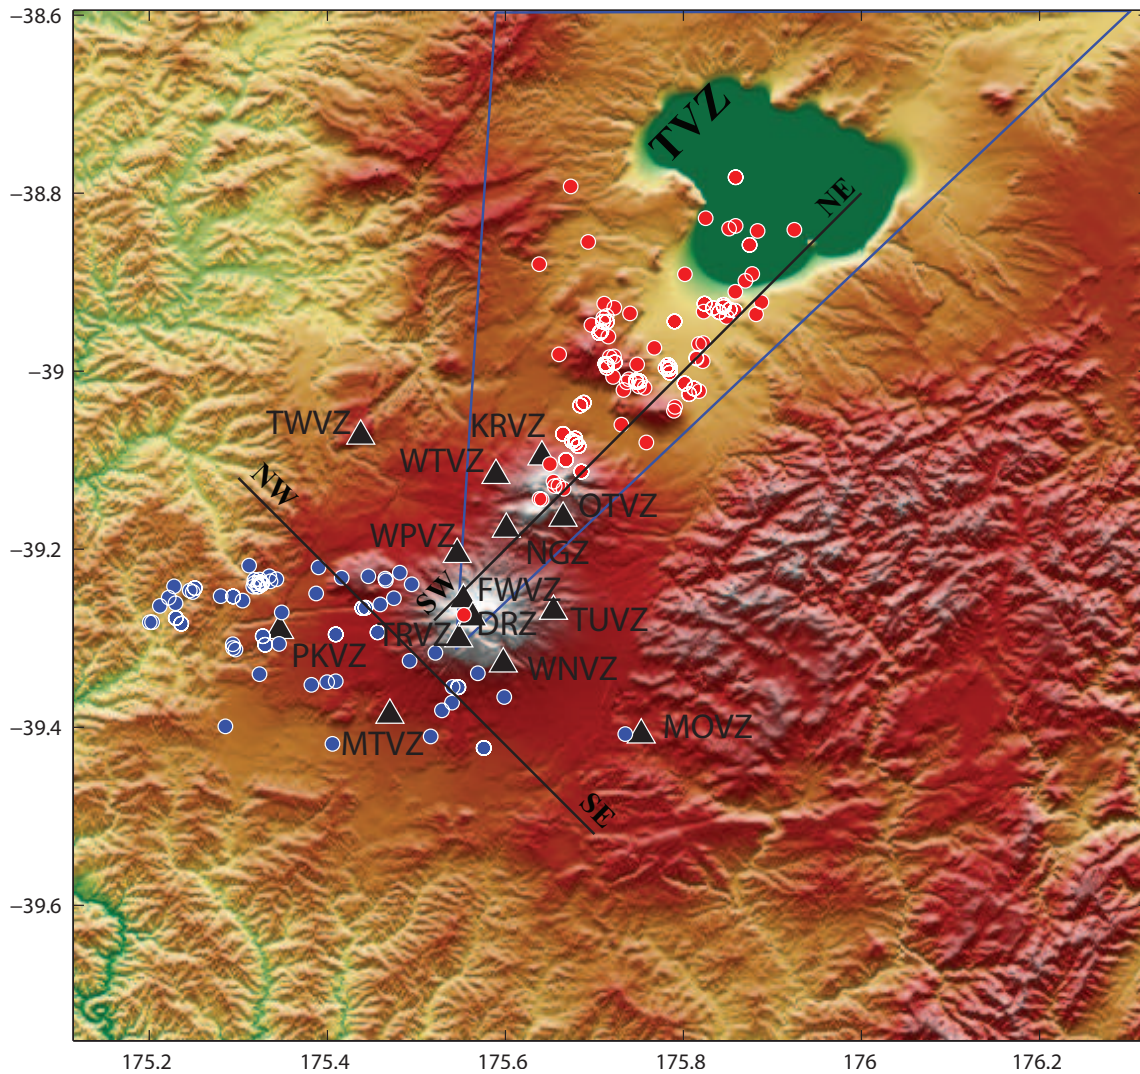 −38.6
TVZ
−38.8
NE
−39
TWVZ
KRVZ
WTVZ
NW
OTVZ
−39.2
WPVZ
NGZ
SW
FWVZ
TUVZ
TRVZ
DRZ
PKVZ
WNVZ
−39.4
MTVZ
MOVZ
SE
−39.6
175.2
175.4
175.6
175.8
176
176.2